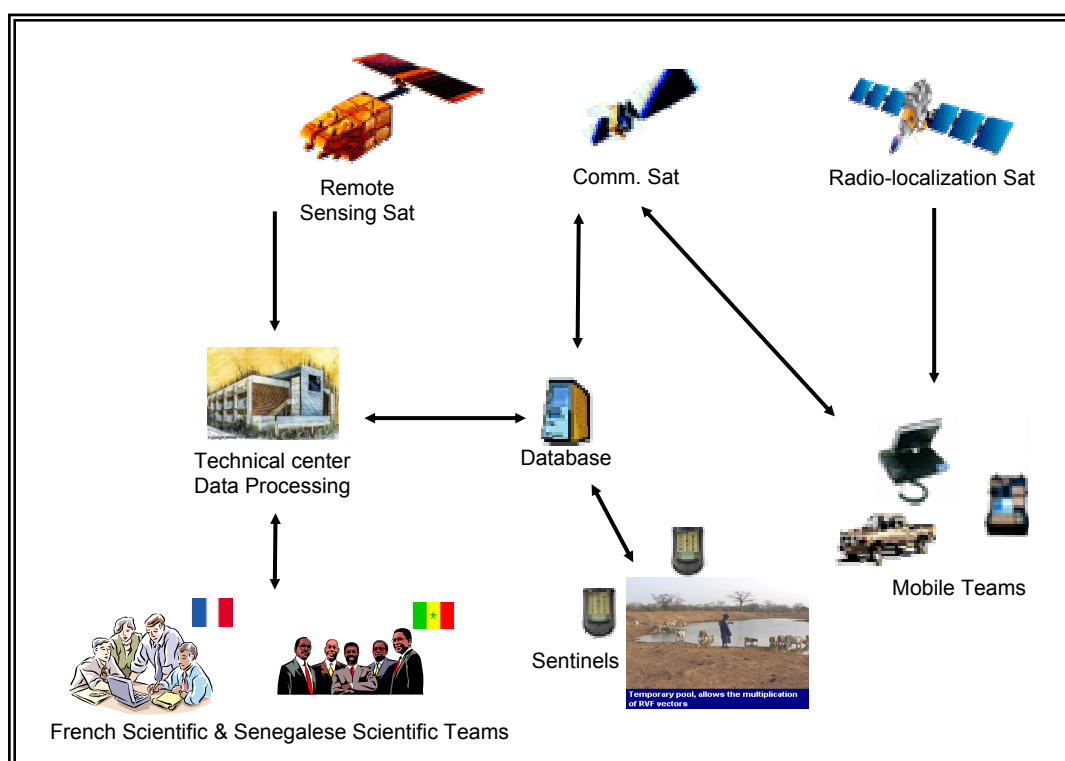 Remote
Sensing Sat
Comm. Sat
Radio-localization Sat
Technical center
Data Processing
Database
Mobile Teams
Sentinels
Temporary pool, allows the multiplication
of RVF vectors
French Scientific & Senegalese Scientific Teams